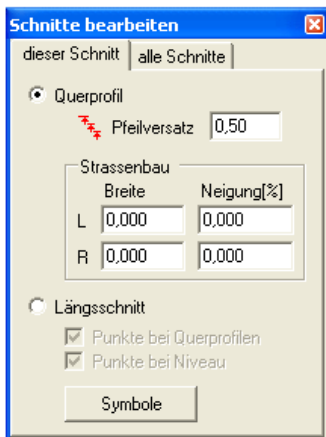 Schnitte bearbeiten
dieser Schnitt alle Schnitte
Querprofil
Pfeilversatz 0,50
Strassenbau
Breite Neigung[%]
L 0,000 0,000
R 0,000 0,000
Längsschnitt
Punkte bei Querprofilen
Punkte bei Niveau
Symbole